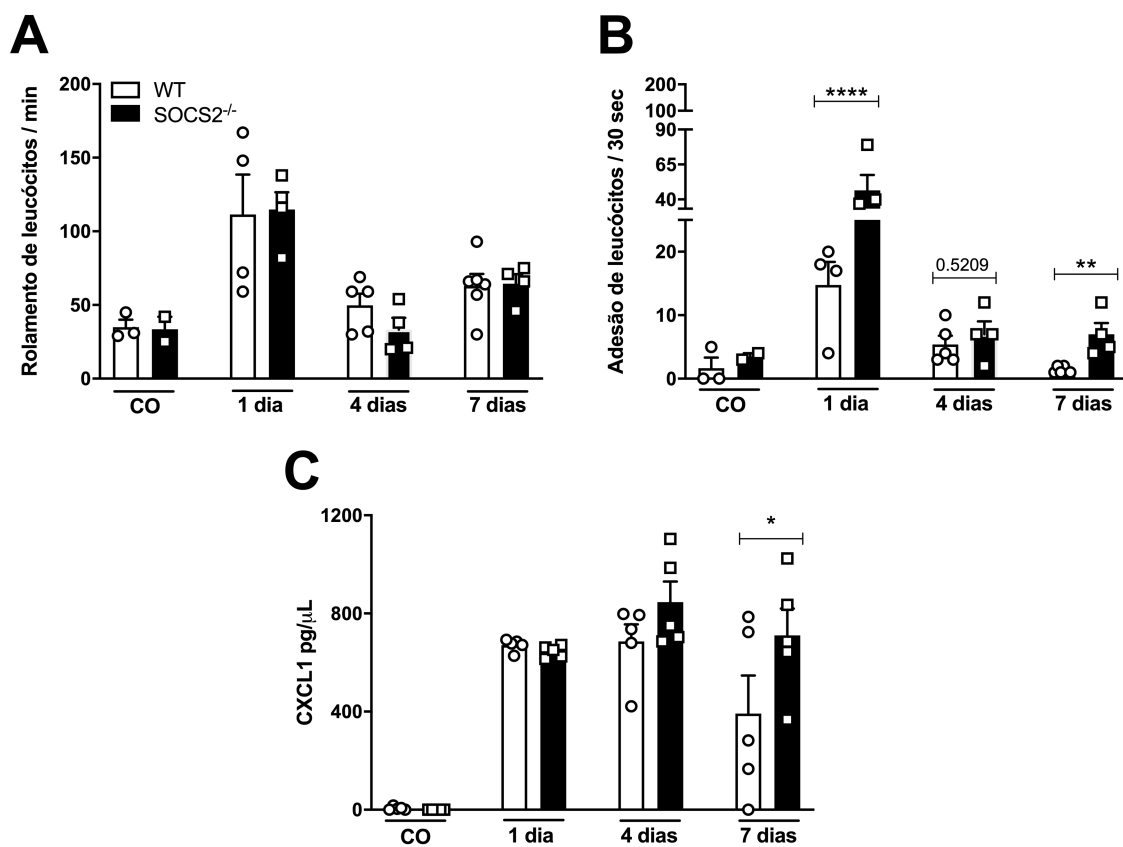 A
Rolamento de leucócitos / min
200
150
100
50
0
WT
SOCS2-/-
CO
1 dia
4 dias
7 dias
B
Adesão de leucócitos / 30 sec
200
100
90
65
40
20
10
0
****
0.5209
**
CO
1 dia
4 dias
7 dias
C
CXCL1 pg/µL
1200
800
400
0
*
CO
1 dia
4 dias
7 dias